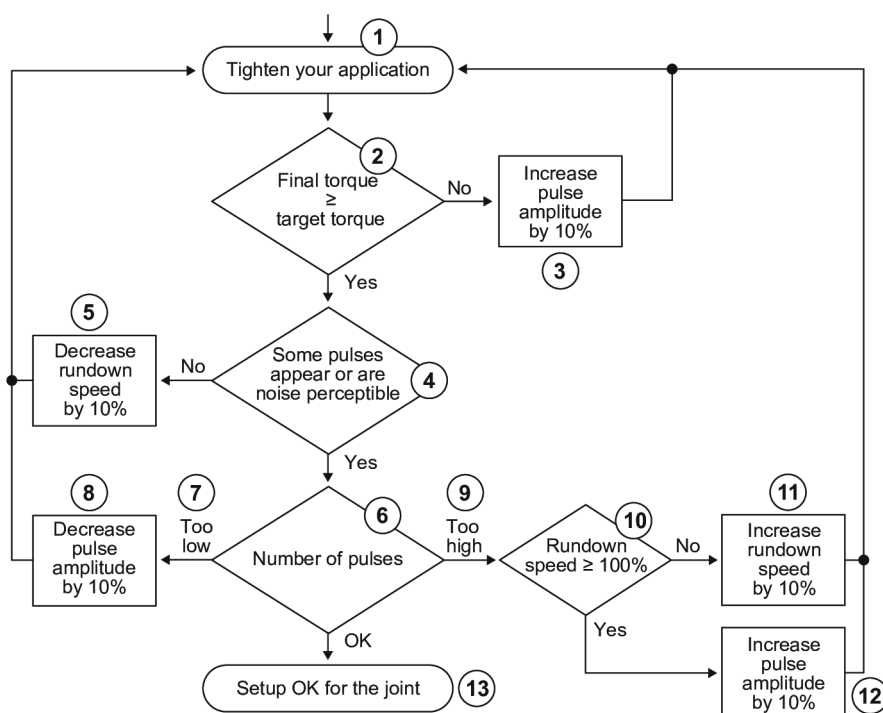 1
Tighten your application
2
Final torque
≥
target torque
No
Increase
pulse
amplitude
by 10%
3
Yes
5
Decrease
rundown
speed
by 10%
No
Some pulses
appear or are
noise perceptible
4
Yes
8
Decrease
pulse
amplitude
by 10%
7
Too
low
6
Number of pulses
9
Too
high
10
Rundown
speed ≥ 100%
No
11
Increase
rundown
speed
by 10%
Yes
Increase
pulse
amplitude
by 10%
12
OK
Setup OK for the joint
13